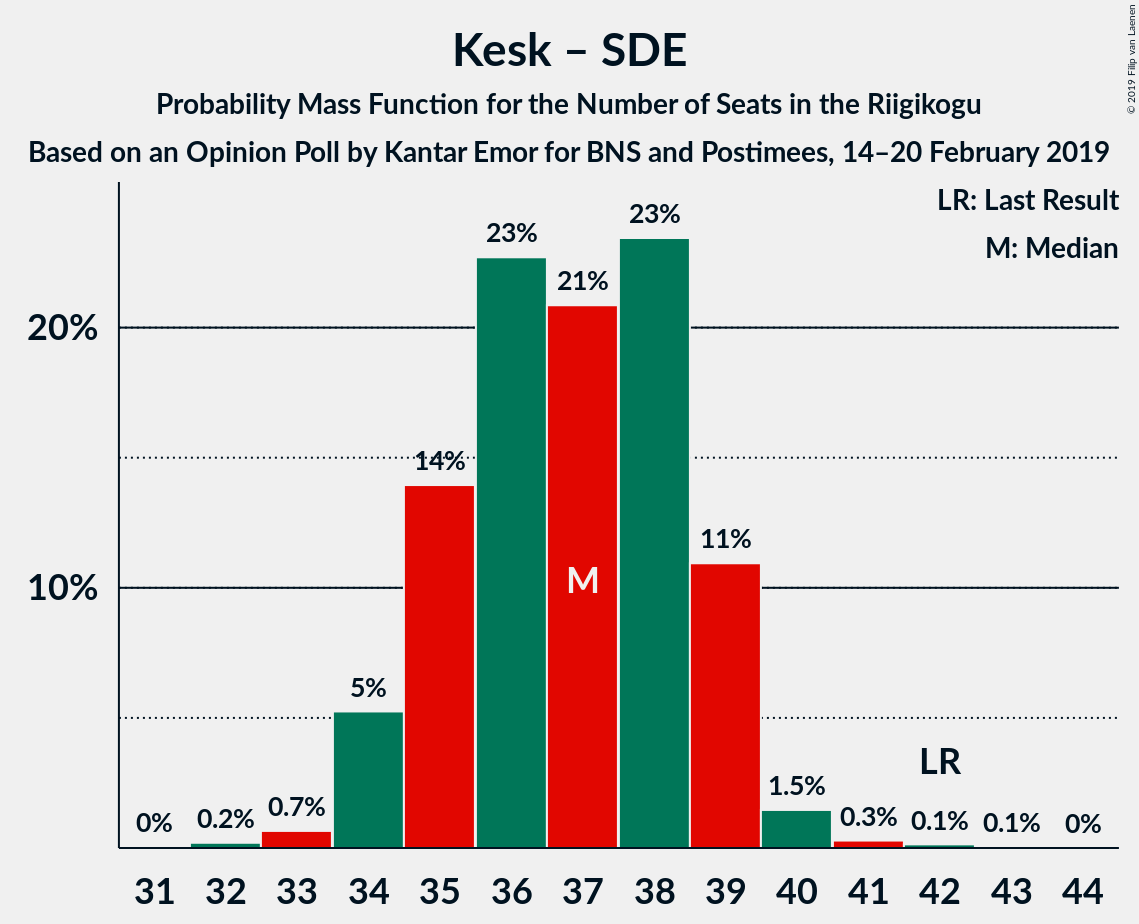 Kesk – SDE
Probability Mass Function for the Number of Seats in the Riigikogu
Based on an Opinion Poll by Kantar Emor for BNS and Postimees, 14–20 February 2019
© 2019 Filip van Laenen
LR: Last Result
M: Median
20%
10%
0%
0.2%
0.7%
5%
14%
23%
21%
23%
11%
1.5%
0.3%
0.1%
0.1%
0%
M
LR
31 32 33 34 35 36 37 38 39 40 41 42 43 44